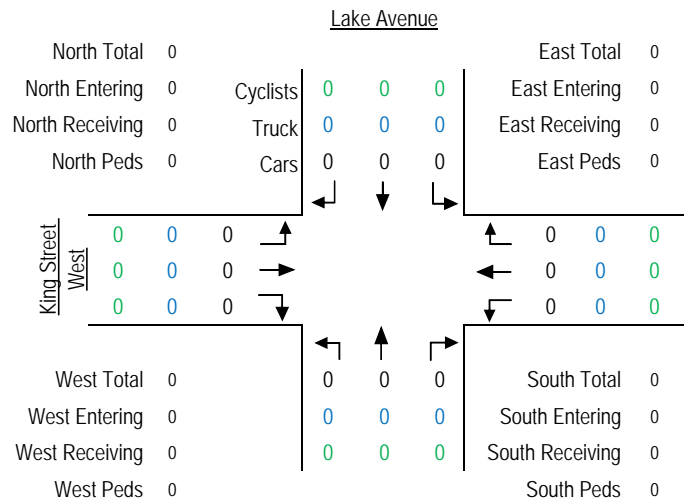 Lake Avenue
North Total 0 East Total 0
North Entering 0 Cyclists 0 0 0 East Entering 0
North Receiving 0 Truck 0 0 0 East Receiving 0
North Peds 0 Cars 0 0 0 East Peds 0
King Street
West
0 0 0 0 0 0
0 0 0 0 0 0
0 0 0 0 0 0
West Total 0 0 0 0 South Total 0
West Entering 0 0 0 0 South Entering 0
West Receiving 0 0 0 0 South Receiving 0
West Peds 0 South Peds 0